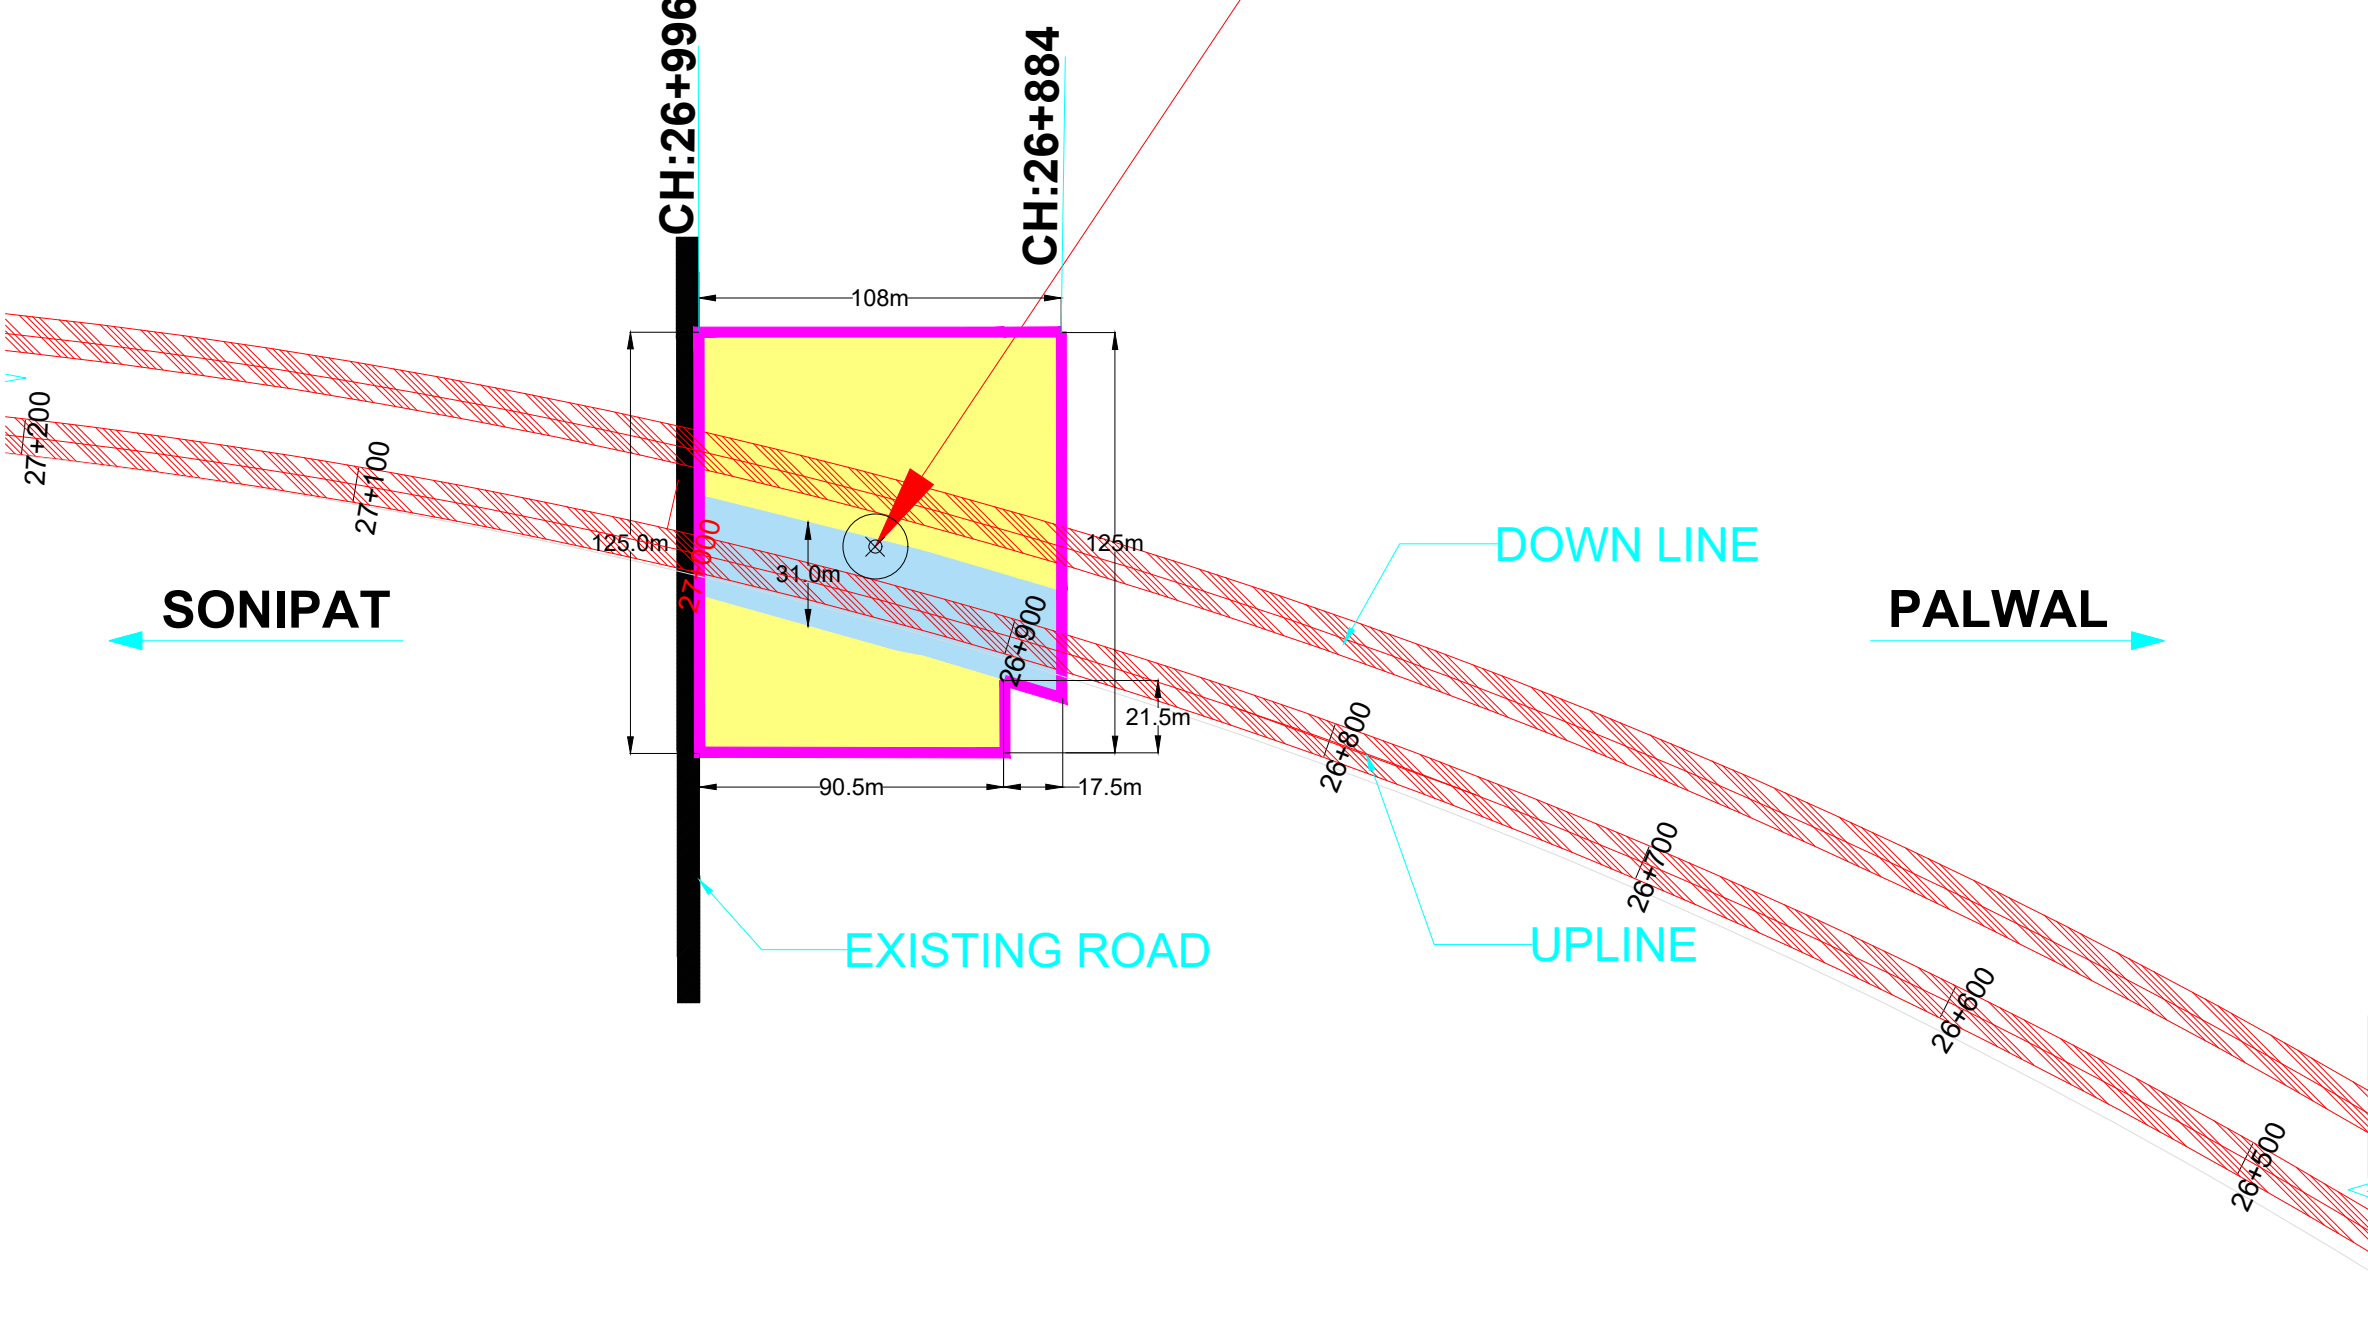 CH:26+996
CH:26+884
108m
27+200
27+100
27+000
125.0m
31.0m
125m
DOWN LINE
SONIPAT
PALWAL
26+900
21.5m
26+800
90.5m
17.5m
26+700
EXISTING ROAD
UPLINE
26+600
26+500